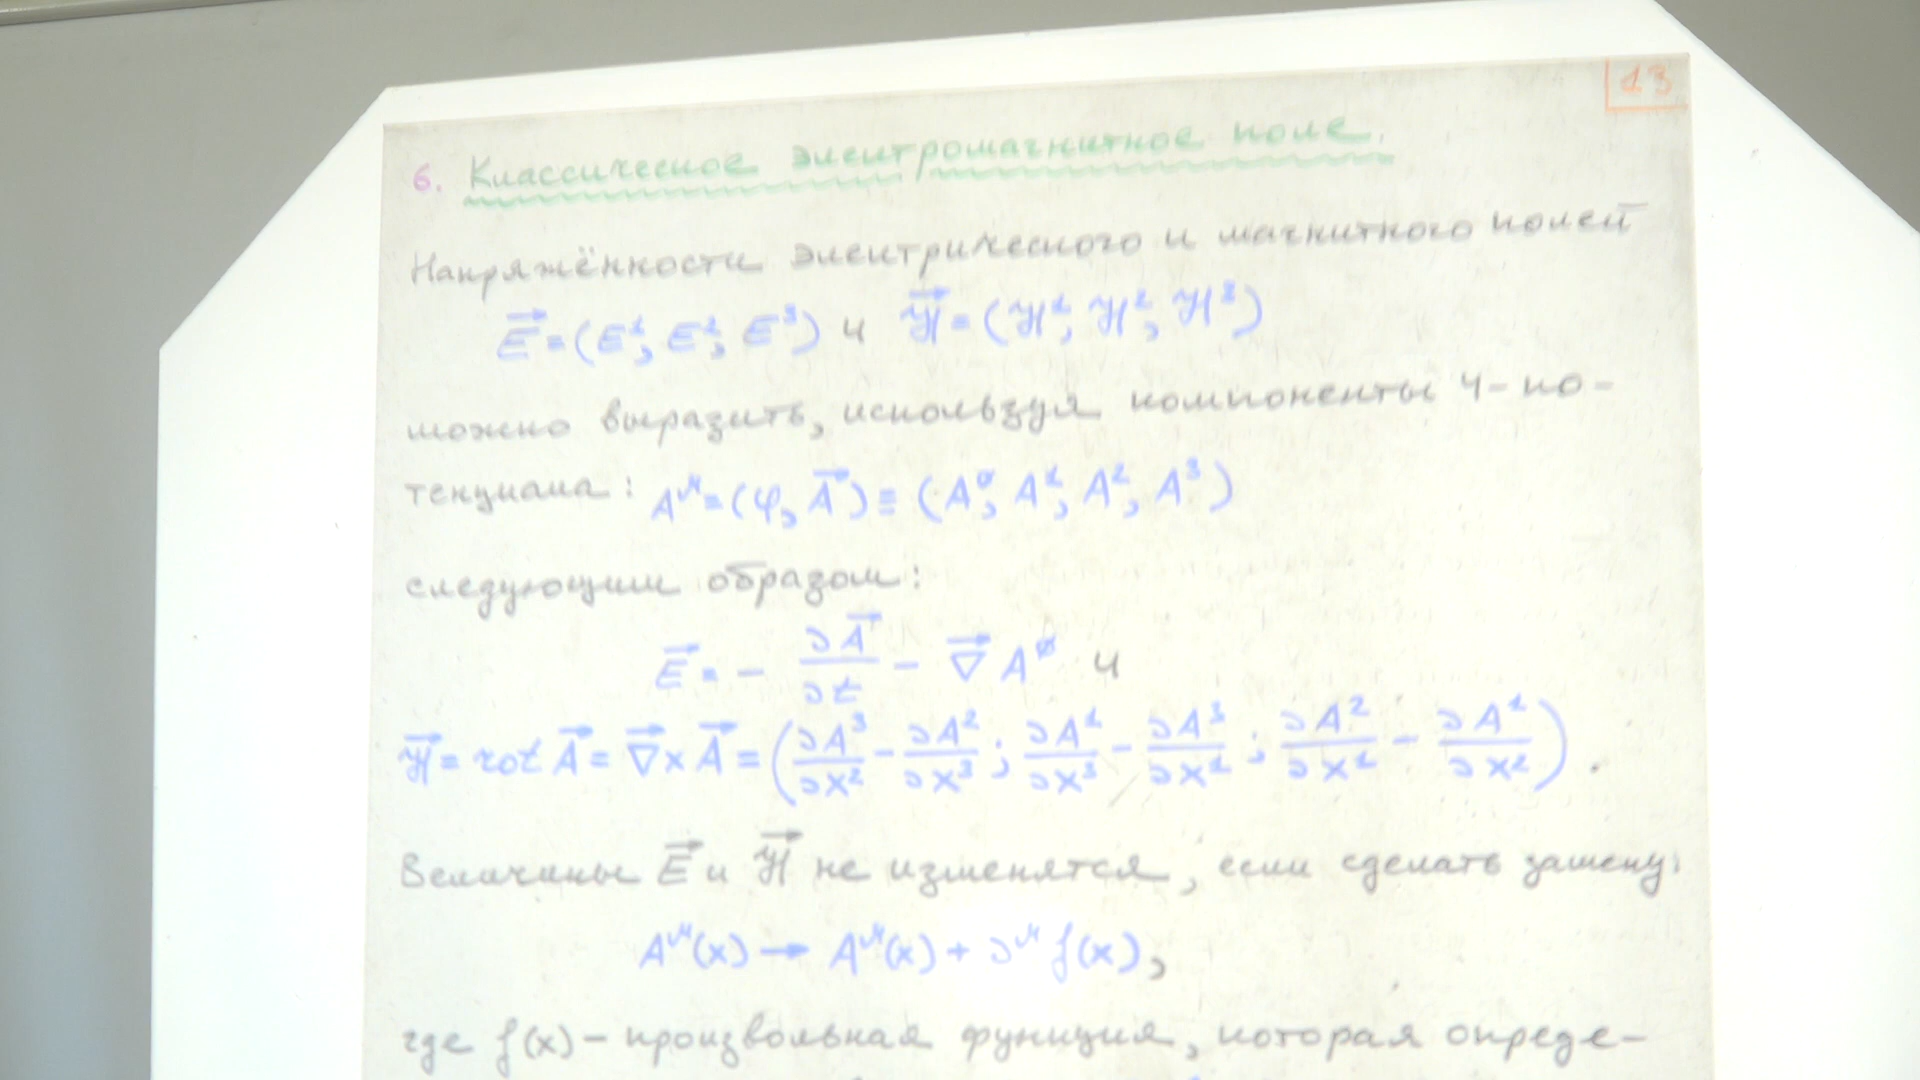 13
6. Классическое электромагнитное поле.
Напряжённости электрического и магнитного полей
E⃗ = (E¹, E², E³) и H⃗ = (H¹, H², H³)
можно выразить, используя компоненты 4-по-
тенциала: A^μ = (φ, A⃗) ≡ (A⁰, A¹, A², A³)
следующим образом:
E⃗ = - ∂A⃗/∂t - ∇⃗ A⁰ и
H⃗ = rot A⃗ = ∇⃗ × A⃗ = (∂A³/∂x² - ∂A²/∂x³; ∂A¹/∂x³ - ∂A³/∂x¹; ∂A²/∂x¹ - ∂A¹/∂x²).
Величины E⃗ и H⃗ не изменятся, если сделать замену:
A^μ(x) → A^μ(x) + ∂^μ f(x),
где f(x) – произвольная функция, которая опреде-